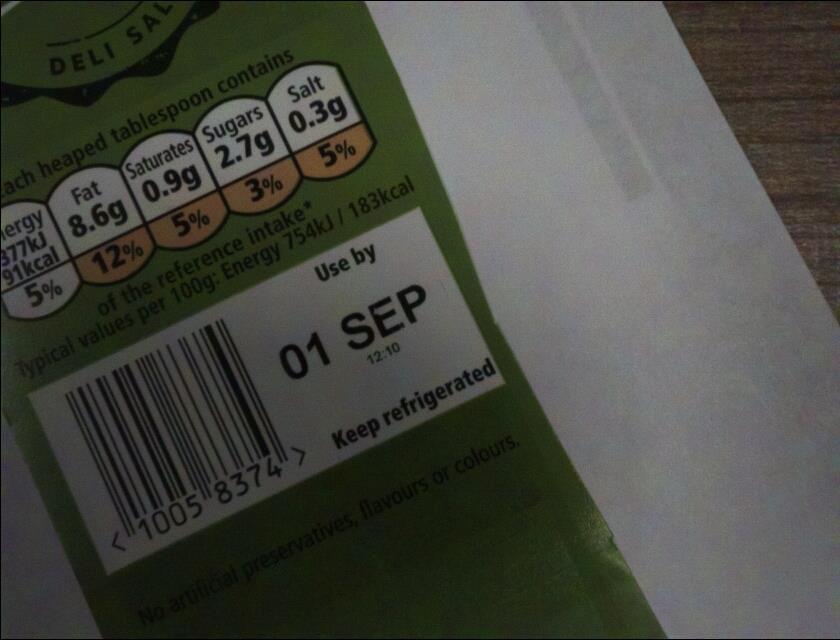 DELI SAL
each heaped tablespoon contains
Energy
377kJ
91kcal
5%
Fat
8.6g
12%
Saturates
0.9g
5%
Sugars
2.7g
3%
Salt
0.3g
5%
of the reference intake*
Typical values per 100g: Energy 754kJ / 183kcal
Use by
01 SEP
12:10
Keep refrigerated
< 1005 8374 >
No artificial preservatives, flavours or colours.